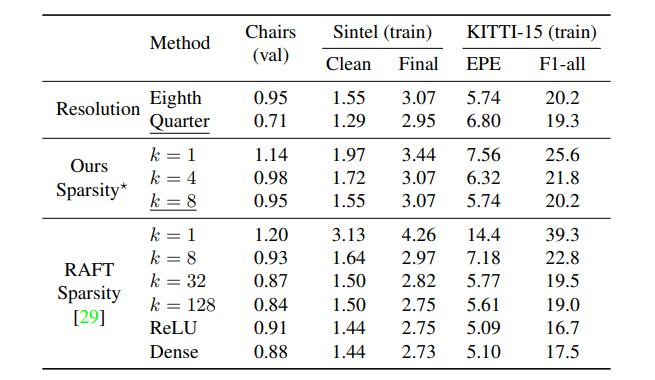 Method Chairs (val) Sintel (train) KITTI-15 (train)
Clean Final EPE F1-all
Resolution Eighth 0.95 1.55 3.07 5.74 20.2
Quarter 0.71 1.29 2.95 6.80 19.3
Ours Sparsity⋆ k = 1 1.14 1.97 3.44 7.56 25.6
k = 4 0.98 1.72 3.07 6.32 21.8
k = 8 0.95 1.55 3.07 5.74 20.2
RAFT Sparsity [29] k = 1 1.20 3.13 4.26 14.4 39.3
k = 8 0.93 1.64 2.97 7.18 22.8
k = 32 0.87 1.50 2.82 5.77 19.5
k = 128 0.84 1.50 2.75 5.61 19.0
ReLU 0.91 1.44 2.75 5.09 16.7
Dense 0.88 1.44 2.73 5.10 17.5